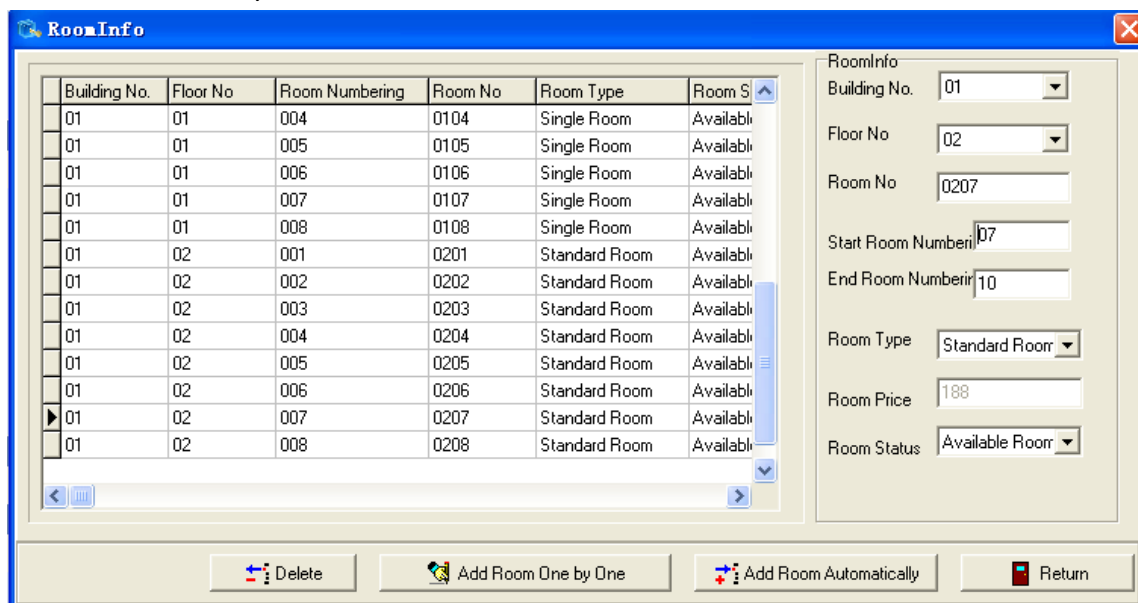 RoomInfo
Building No. Floor No Room Numbering Room No Room Type Room S
01 01 004 0104 Single Room Availabl
01 01 005 0105 Single Room Availabl
01 01 006 0106 Single Room Availabl
01 01 007 0107 Single Room Availabl
01 01 008 0108 Single Room Availabl
01 02 001 0201 Standard Room Availabl
01 02 002 0202 Standard Room Availabl
01 02 003 0203 Standard Room Availabl
01 02 004 0204 Standard Room Availabl
01 02 005 0205 Standard Room Availabl
01 02 006 0206 Standard Room Availabl
01 02 007 0207 Standard Room Availabl
01 02 008 0208 Standard Room Availabl
RoomInfo
Building No. 01
Floor No 02
Room No 0207
Start Room Numberi 07
End Room Numberin 10
Room Type Standard Room
Room Price 188
Room Status Available Room
Delete Add Room One by One Add Room Automatically Return